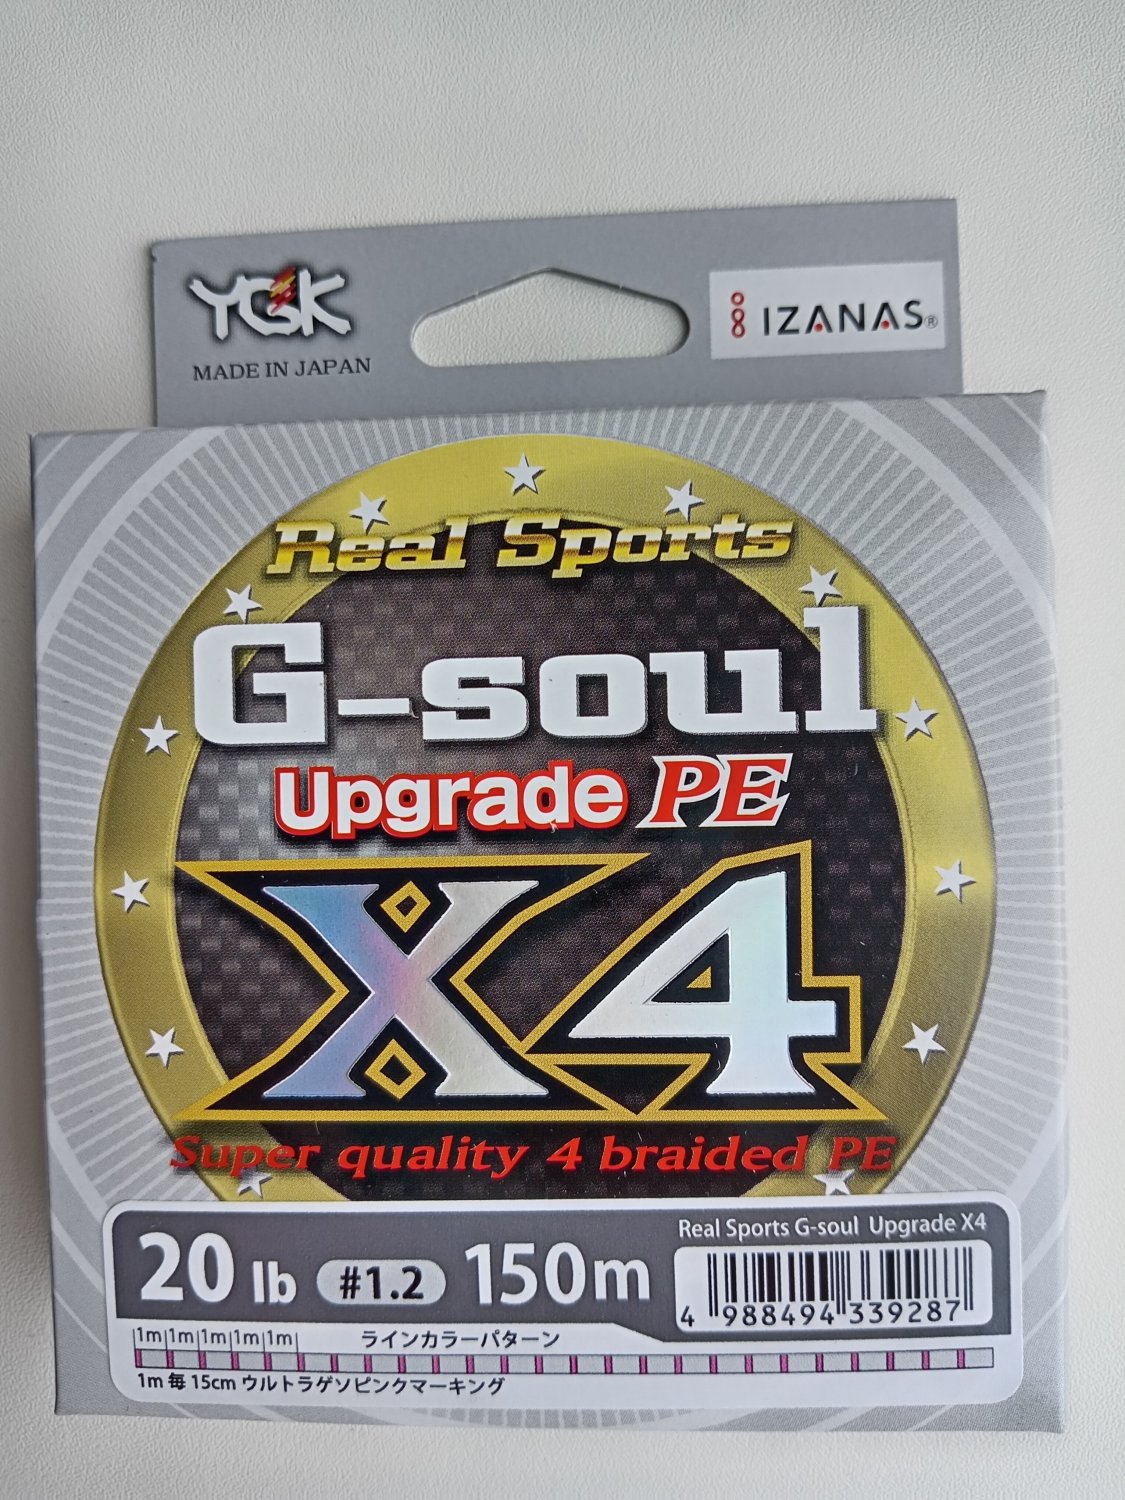 YGK
MADE IN JAPAN
IZANAS®
Real Sports
G-soul
Upgrade PE
X4
Super quality 4 braided PE
20 lb #1.2 150m
Real Sports G-soul Upgrade X4
4 988494 339287
1m 1m 1m 1m 1m
ラインカラーパターン
1m 毎 15cm ウルトラゲソピンクマーキング